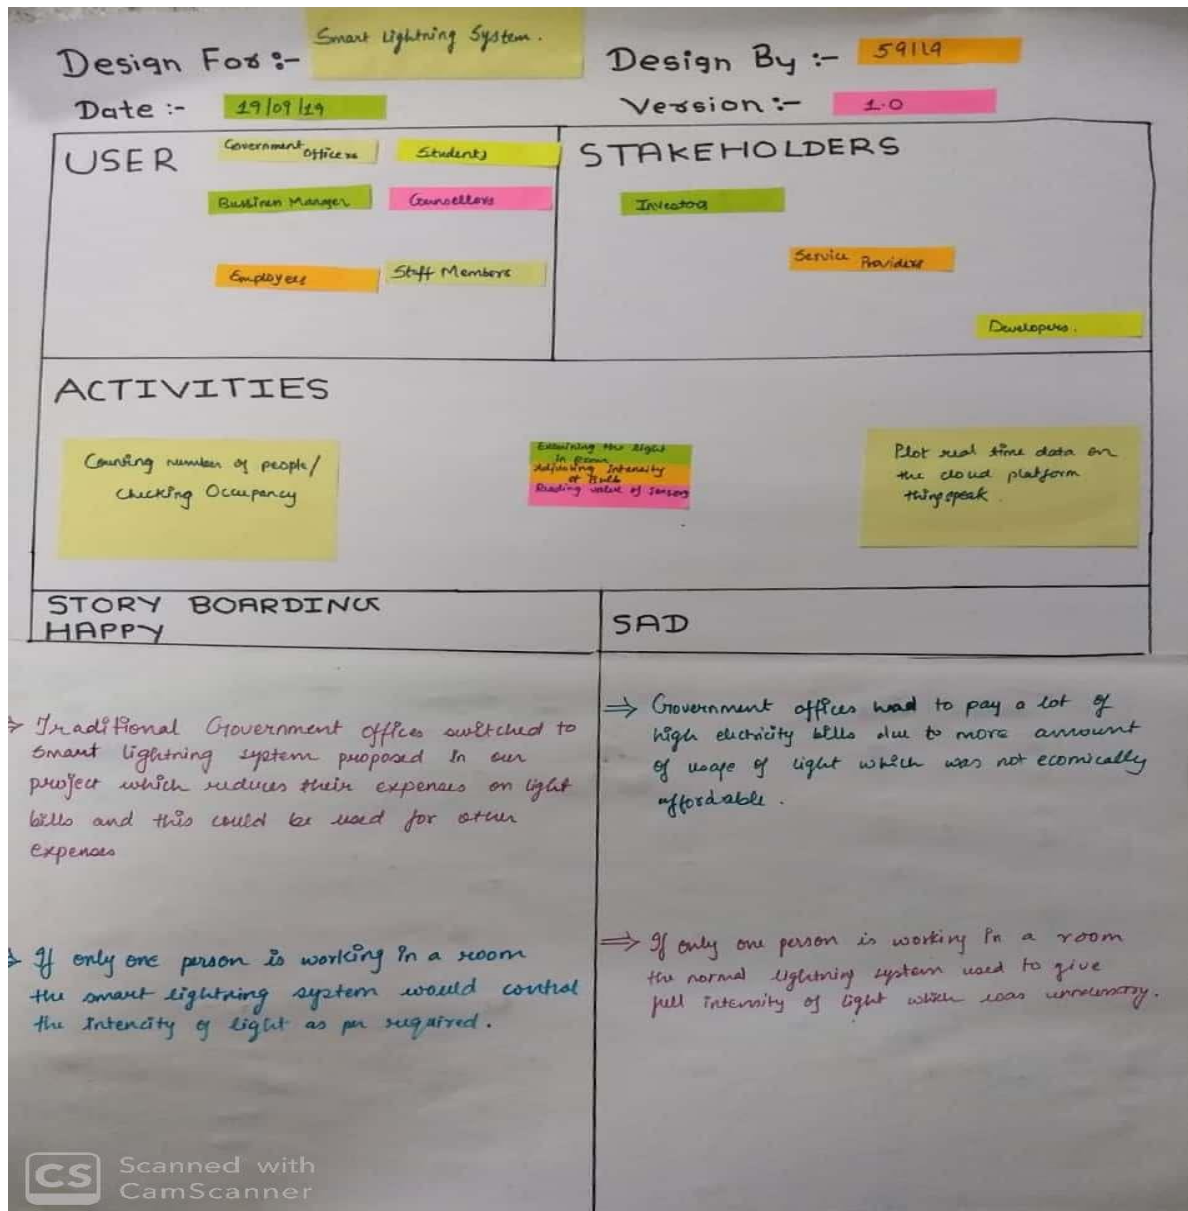 Design For :- Smart Lightning System.
Design By :- 59119
Date :- 19/09/19
Version :- 1.0
USER
Government Officers
Students
Bussiness Manager
Counsellors
Employees
Staff Members
STAKEHOLDERS
Investors
Service Providers
Developers.
ACTIVITIES
Counting number of people/
Checking Occupancy
Examining the light
in Room
Adjusting Intensity
of Bulb
Reading value of sensors
Plot real time data on
the cloud platform
thingspeak.
STORY BOARDING
HAPPY
SAD
⇒ Traditional Government offices switched to
smart lightning system proposed in our
project which reduces their expenses on light
bills and this could be used for other
expenses
⇒ If only one person is working in a room
the smart lightning system would control
the intencity of light as per required.
⇒ Government offices had to pay a lot of
high electricity bills due to more amount
of usage of light which was not ecomically
affordable.
⇒ If only one person is working in a room
the normal lightning system used to give
full intensity of light which was unnecessary.
CS Scanned with
CamScanner